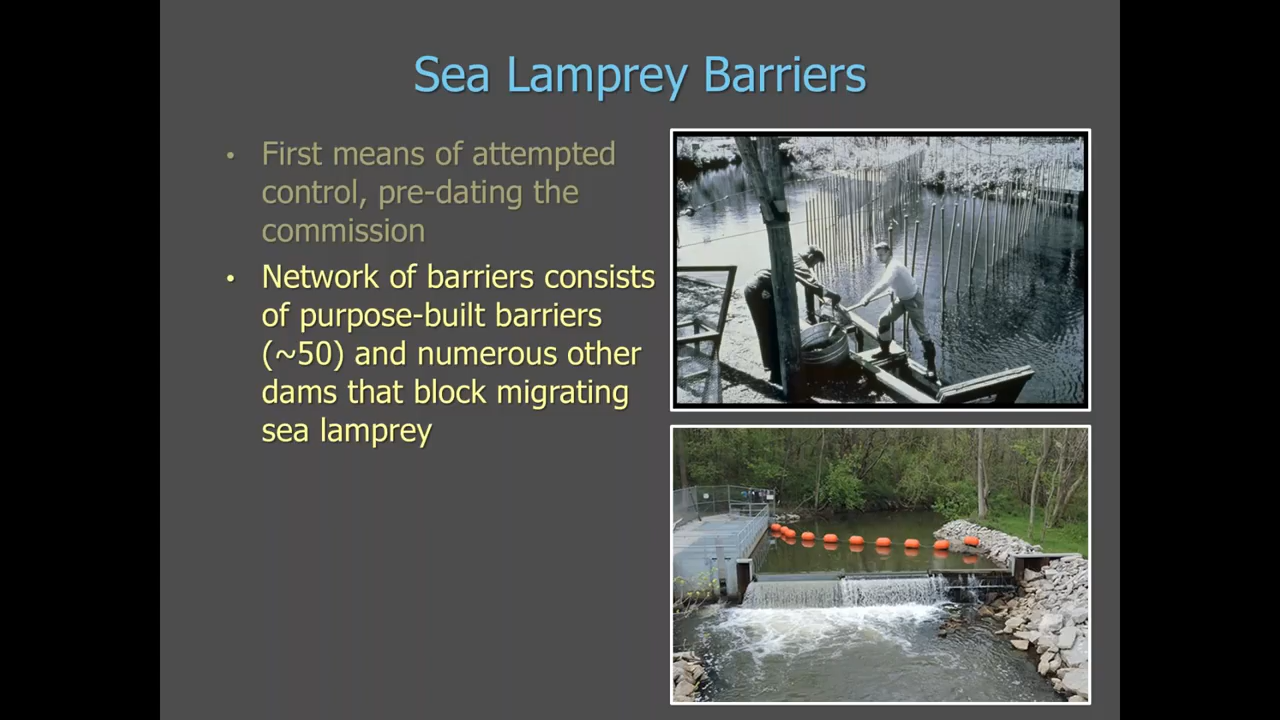 Sea Lamprey Barriers
• First means of attempted
control, pre-dating the
commission
• Network of barriers consists
of purpose-built barriers
(~50) and numerous other
dams that block migrating
sea lamprey